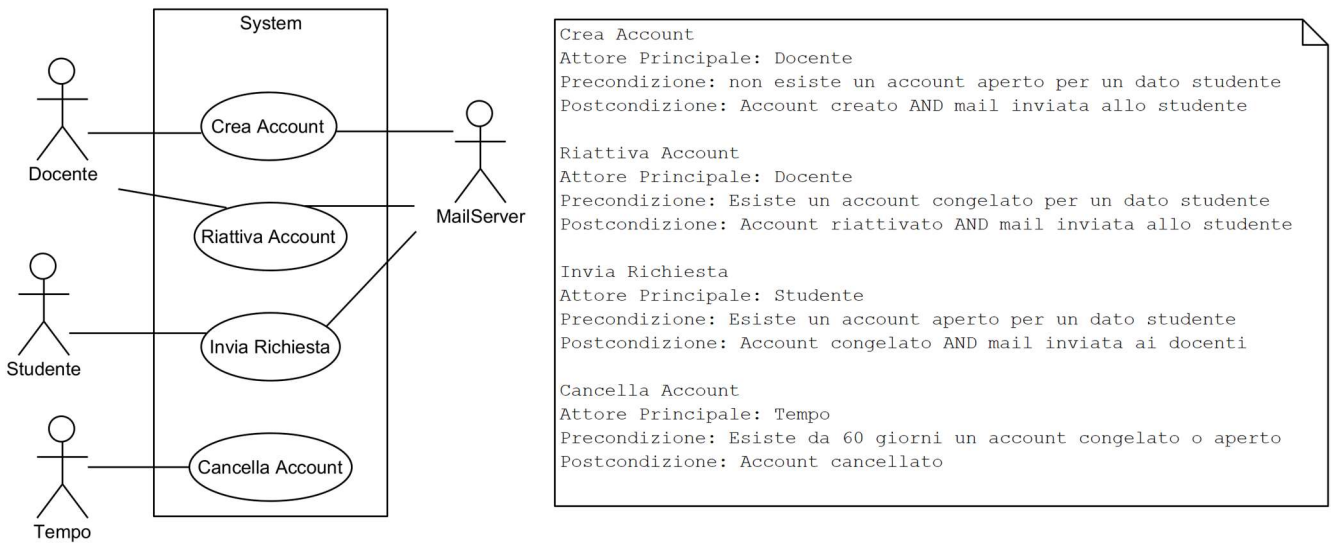 System
Crea Account
Docente
MailServer
Riattiva Account
Studente
Invia Richiesta
Tempo
Cancella Account
Crea Account
Attore Principale: Docente
Precondizione: non esiste un account aperto per un dato studente
Postcondizione: Account creato AND mail inviata allo studente
Riattiva Account
Attore Principale: Docente
Precondizione: Esiste un account congelato per un dato studente
Postcondizione: Account riattivato AND mail inviata allo studente
Invia Richiesta
Attore Principale: Studente
Precondizione: Esiste un account aperto per un dato studente
Postcondizione: Account congelato AND mail inviata ai docenti
Cancella Account
Attore Principale: Tempo
Precondizione: Esiste da 60 giorni un account congelato o aperto
Postcondizione: Account cancellato